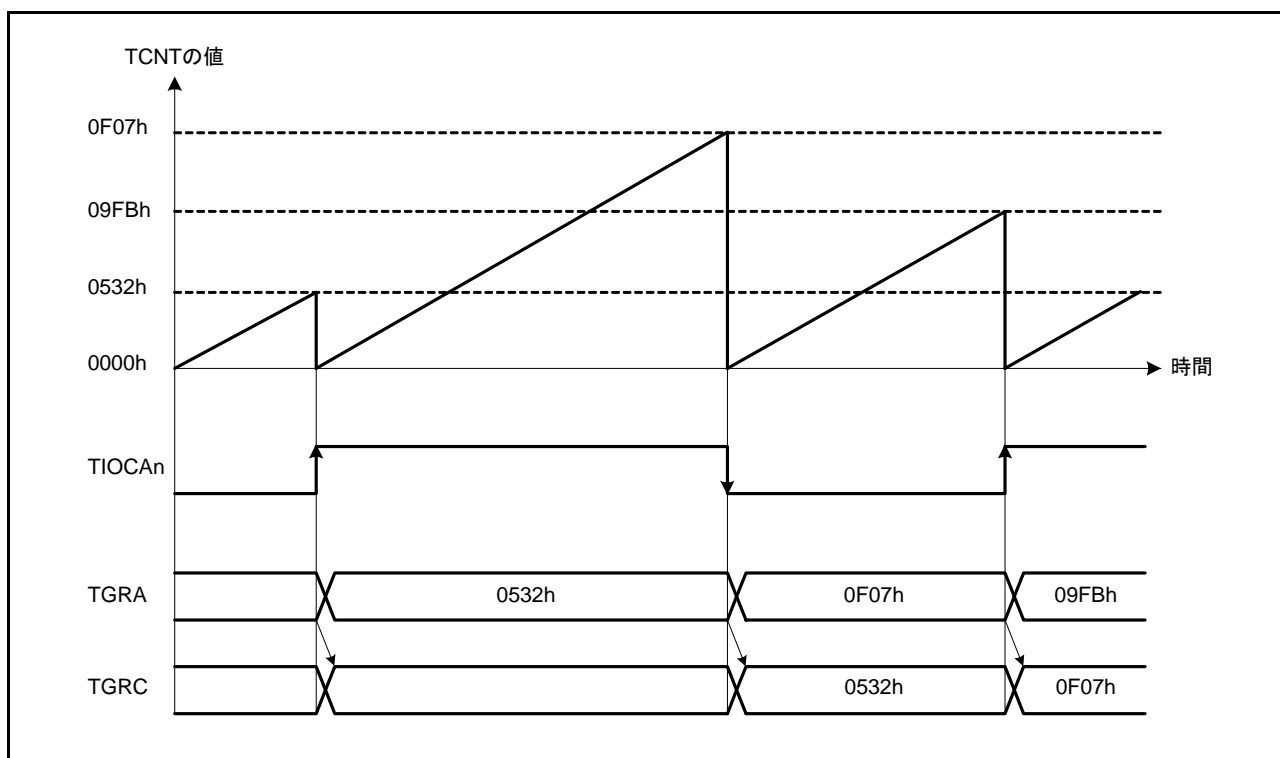 TCNTの値
0F07h
09FBh
0532h
0000h
時間
TIOCAn
TGRA
0532h
0F07h
09FBh
TGRC
0532h
0F07h